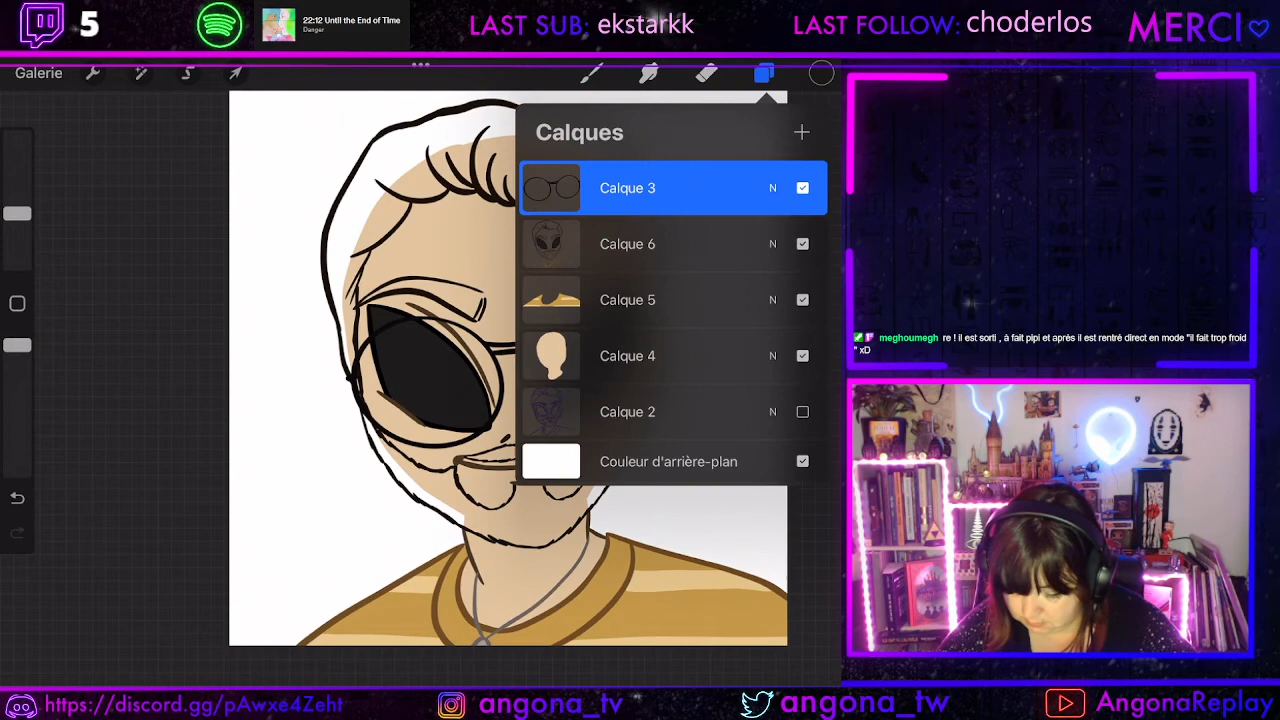 5
22:12 Until the End of Time
Danger
LAST SUB: ekstarkk
LAST FOLLOW: choderlos
MERCI
Galerie
Calques
Calque 3 N
Calque 6 N
Calque 5 N
Calque 4 N
Calque 2 N
Couleur d'arrière-plan
meghoumegh re ! il est sorti , à fait pipi et après il est rentré direct en mode "il fait trop froid
" xD
https://discord.gg/pAwxe4Zeht
angona_tv
angona_tw
AngonaReplay